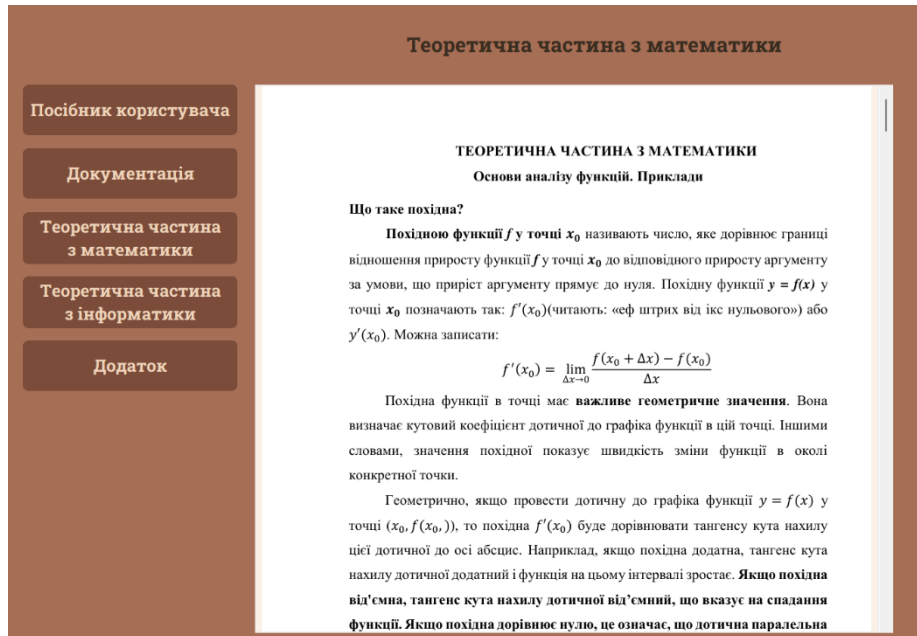 Теоретична частина з математики
Посібник користувача
Документація
Теоретична частина
з математики
Теоретична частина
з інформатики
Додаток
ТЕОРЕТИЧНА ЧАСТИНА З МАТЕМАТИКИ
Основи аналізу функцій. Приклади
Що таке похідна?
Похідною функції f у точці x₀ називають число, яке дорівнює границі
відношення приросту функції f у точці x₀ до відповідного приросту аргументу
за умови, що приріст аргументу прямує до нуля. Похідну функції y = f(x) у
точці x₀ позначають так: f′(x₀)(читають: «еф штрих від ікс нульового») або
y′(x₀). Можна записати:
f′(x₀) = lim Δx→0 (f(x₀ + Δx) − f(x₀)) / Δx
Похідна функції в точці має важливе геометричне значення. Вона
визначає кутовий коефіцієнт дотичної до графіка функції в цій точці. Іншими
словами, значення похідної показує швидкість зміни функції в околі
конкретної точки.
Геометрично, якщо провести дотичну до графіка функції y = f(x) у
точці (x₀, f(x₀,)), то похідна f′(x₀) буде дорівнювати тангенсу кута нахилу
цієї дотичної до осі абсцис. Наприклад, якщо похідна додатна, тангенс кута
нахилу дотичної додатний і функція на цьому інтервалі зростає. Якщо похідна
від'ємна, тангенс кута нахилу дотичної від’ємний, що вказує на спадання
функції. Якщо похідна дорівнює нулю, це означає, що дотична паралельна